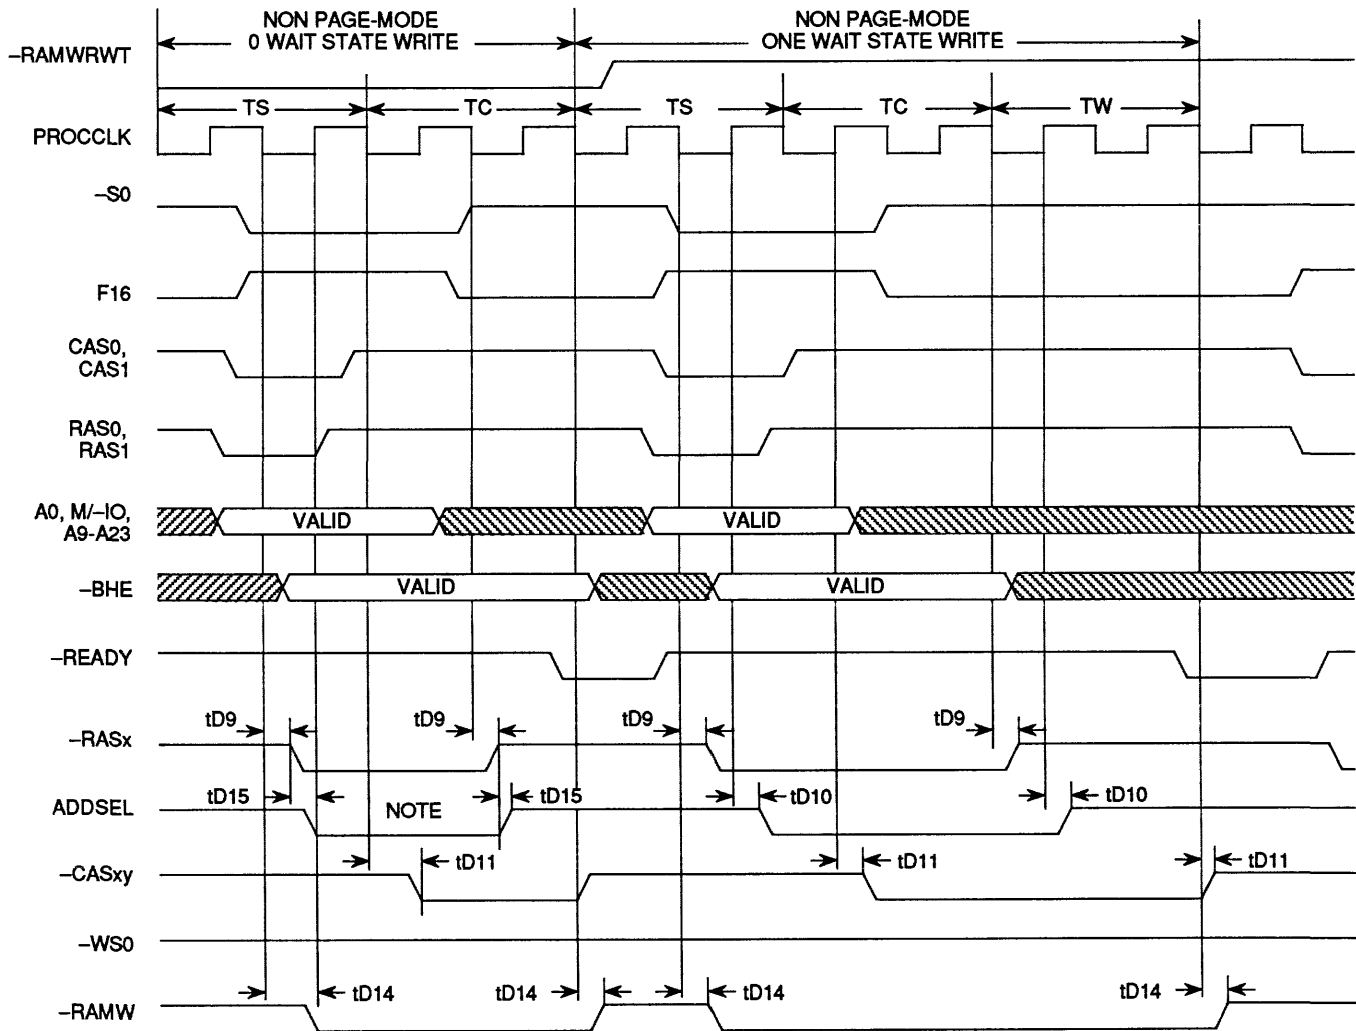 NON PAGE-MODE
0 WAIT STATE WRITE
NON PAGE-MODE
ONE WAIT STATE WRITE
–RAMWRWT
TS TC TS TC TW
PROCCLK
–S0
F16
CAS0,
CAS1
RAS0,
RAS1
A0, M/–IO,
A9-A23
VALID VALID
–BHE VALID VALID
–READY
tD9 tD9 tD9 tD9
–RASx
ADDSEL tD15 NOTE tD15 tD10 tD10
–CASxy tD11 tD11 tD11
–WS0
tD14 tD14 tD14 tD14
–RAMW